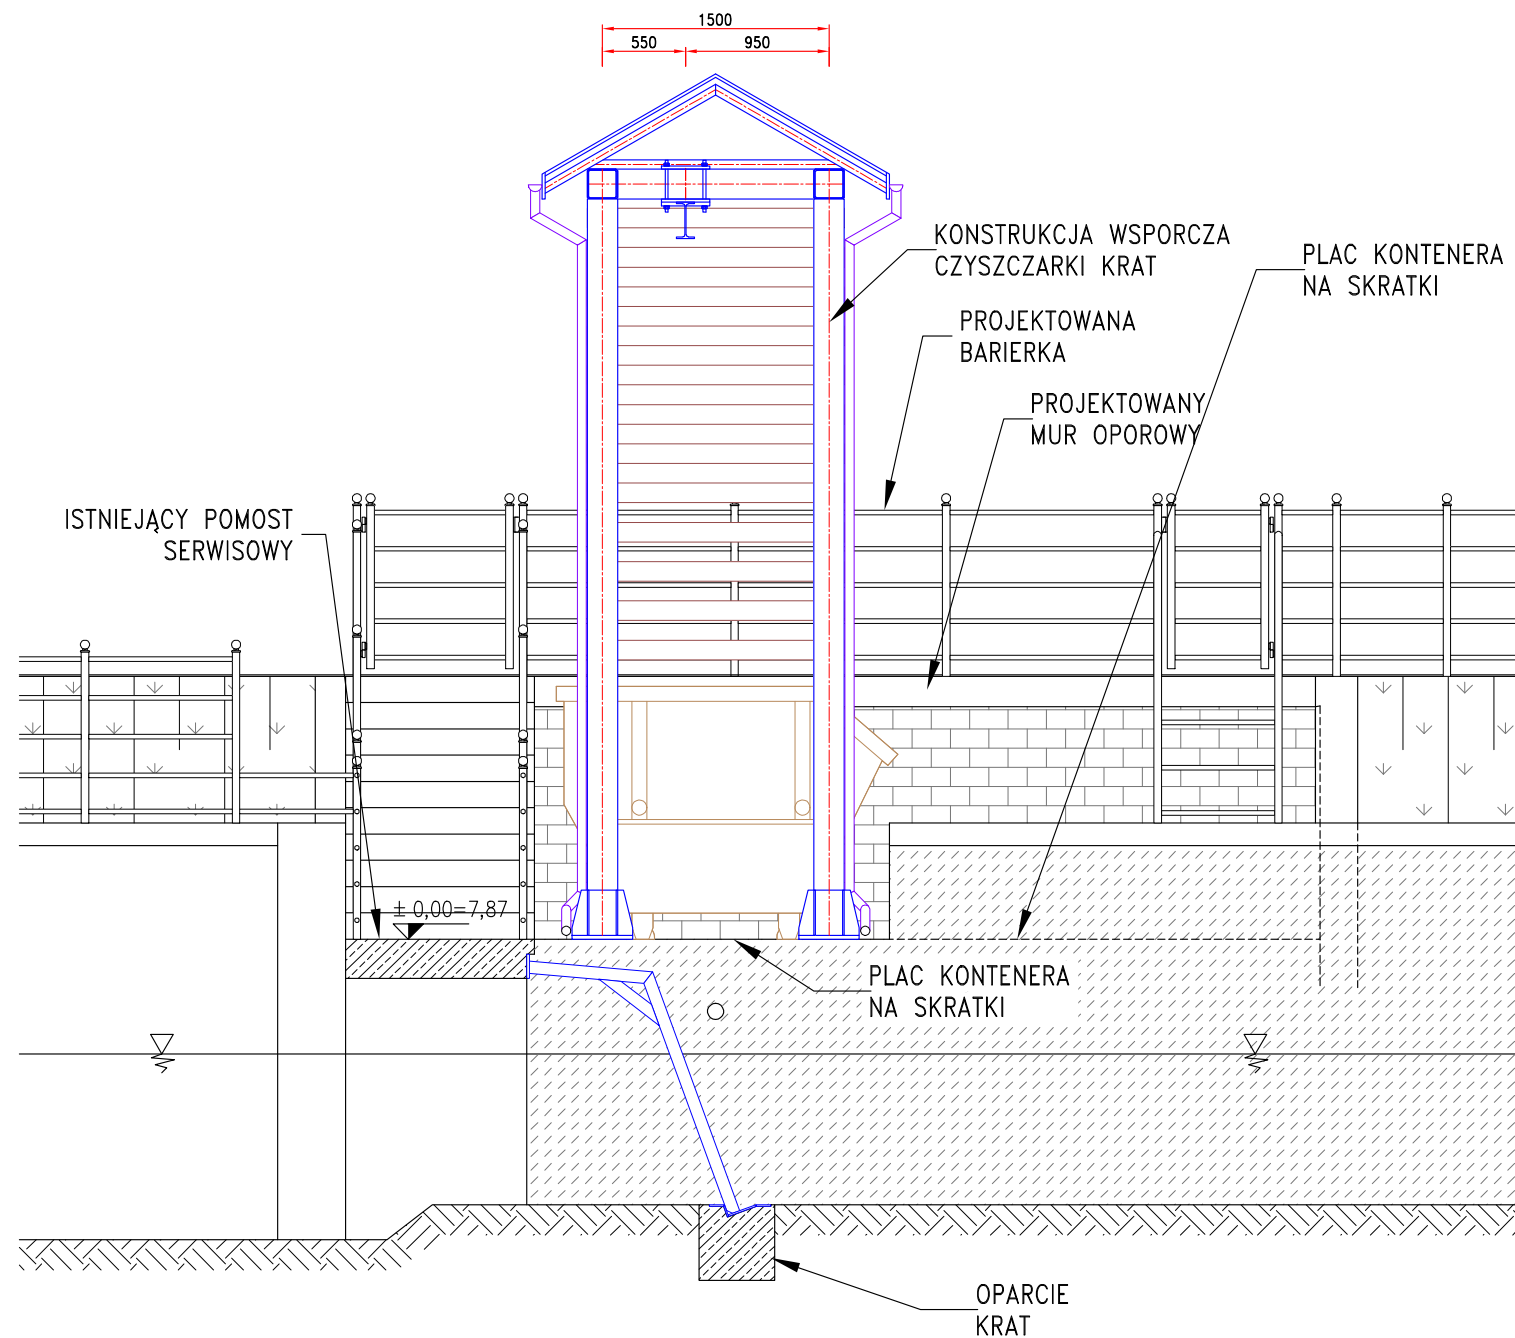 1500
550
950
KONSTRUKCJA WSPORCZA
CZYSZCZARKI KRAT
PLAC KONTENERA
NA SKRATKI
PROJEKTOWANA
BARIERKA
PROJEKTOWANY
MUR OPOROWY
ISTNIEJĄCY POMOST
SERWISOWY
± 0,00=7,87
PLAC KONTENERA
NA SKRATKI
OPARCIE
KRAT